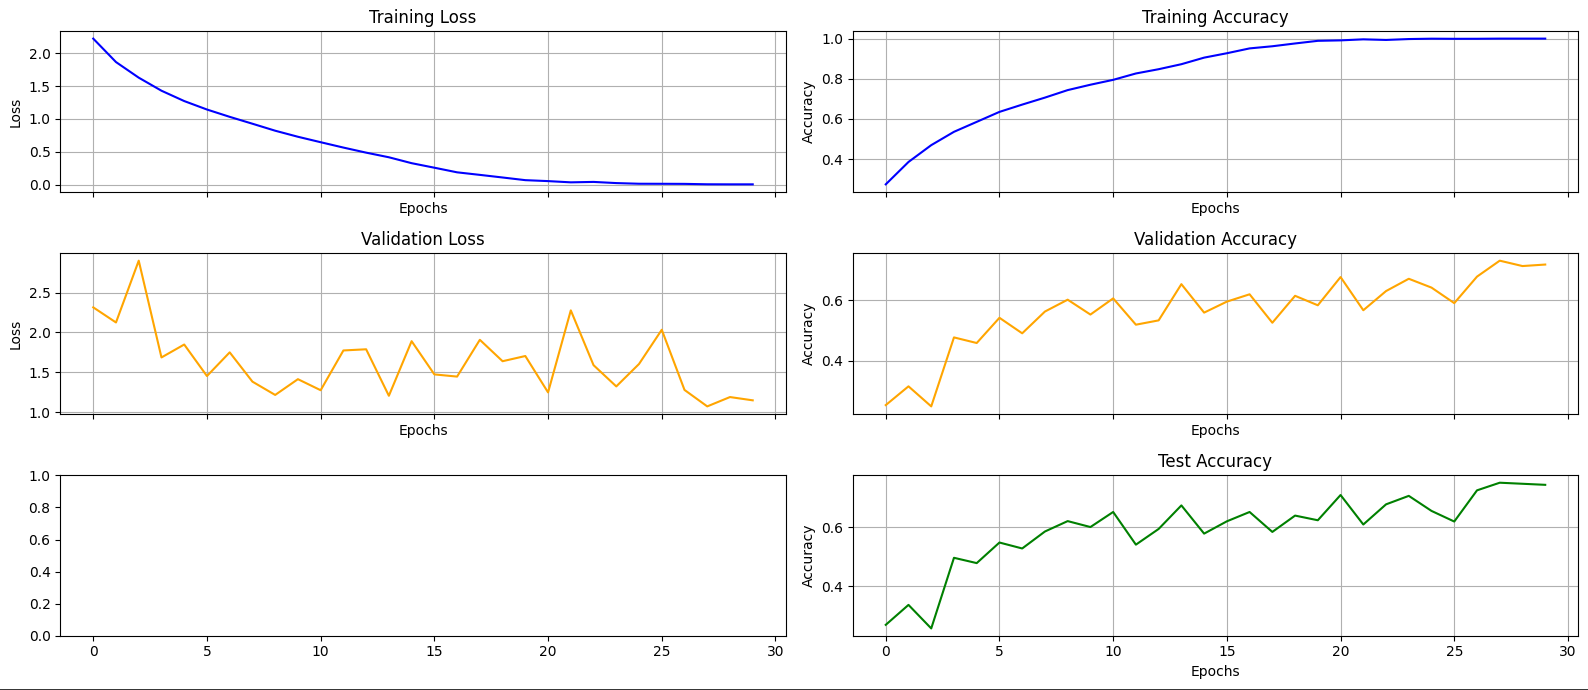 Training Loss
2.0
1.5
1.0
0.5
0.0
Loss
Epochs
Training Accuracy
1.0
0.8
0.6
0.4
Accuracy
Epochs
Validation Loss
2.5
2.0
1.5
1.0
Loss
Epochs
Validation Accuracy
0.6
0.4
Accuracy
Epochs
1.0
0.8
0.6
0.4
0.2
0.0
0 5 10 15 20 25 30
Test Accuracy
0.6
0.4
Accuracy
0 5 10 15 20 25 30
Epochs